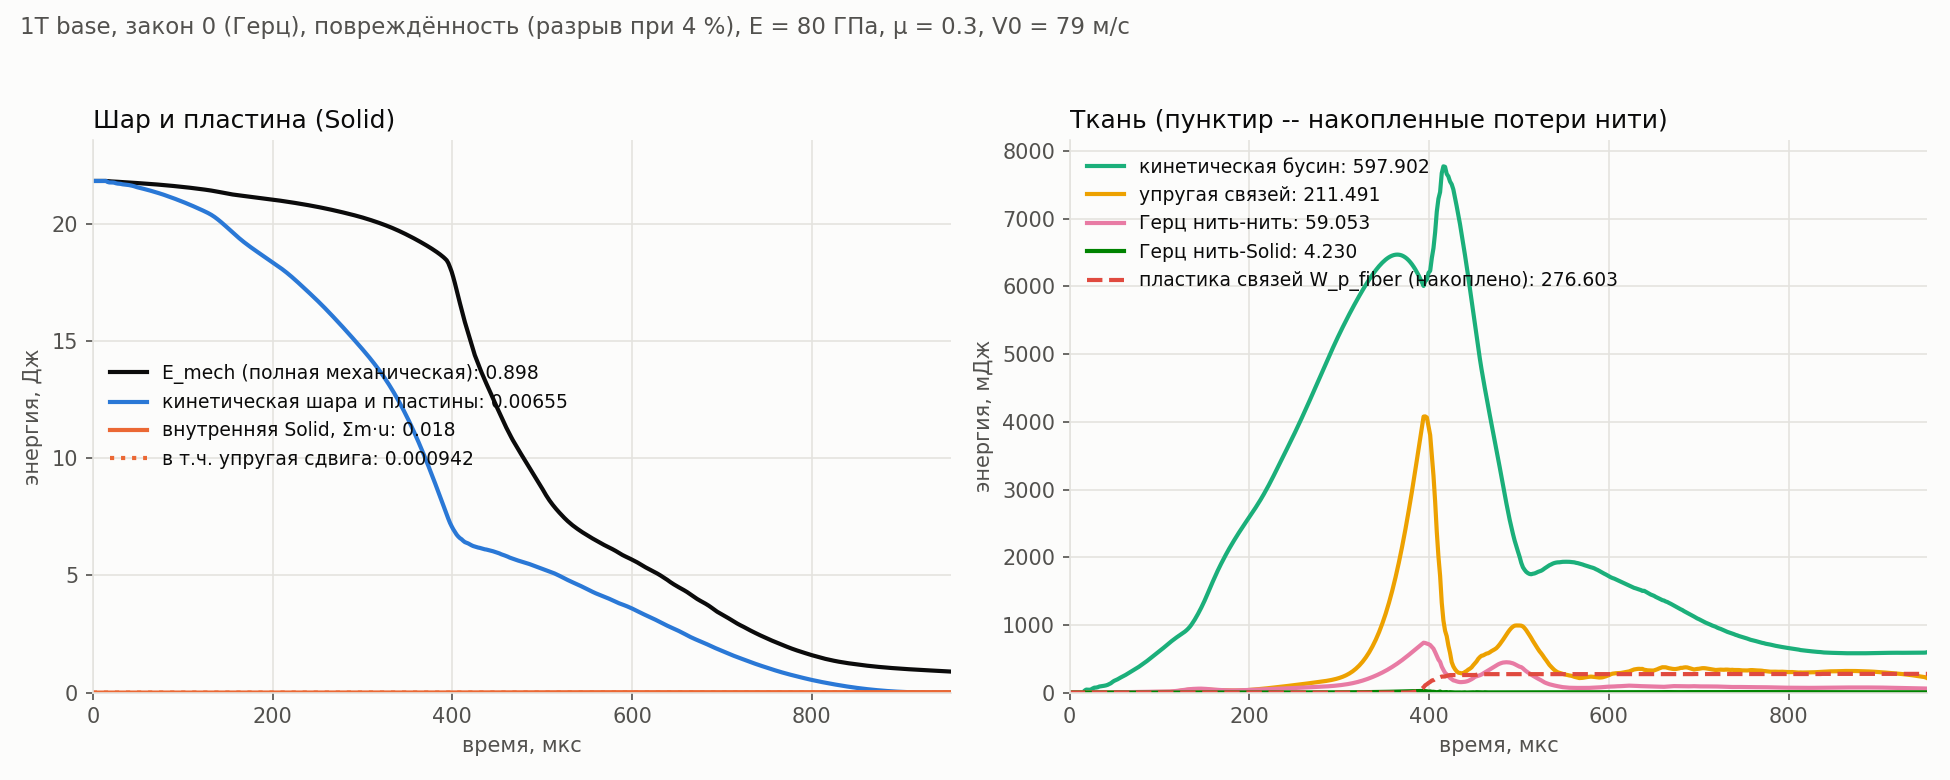 1T base, закон 0 (Герц), повреждённость (разрыв при 4 %), E = 80 ГПа, μ = 0.3, V0 = 79 м/с
Шар и пластина (Solid)
энергия, Дж
20
15
10
5
0
E_mech (полная механическая): 0.898
кинетическая шара и пластины: 0.00655
внутренняя Solid, Σm·u: 0.018
в т.ч. упругая сдвига: 0.000942
0 200 400 600 800
время, мкс
Ткань (пунктир -- накопленные потери нити)
энергия, мДж
8000
7000
6000
5000
4000
3000
2000
1000
0
кинетическая бусин: 597.902
упругая связей: 211.491
Герц нить-нить: 59.053
Герц нить-Solid: 4.230
пластика связей W_p_fiber (накоплено): 276.603
0 200 400 600 800
время, мкс